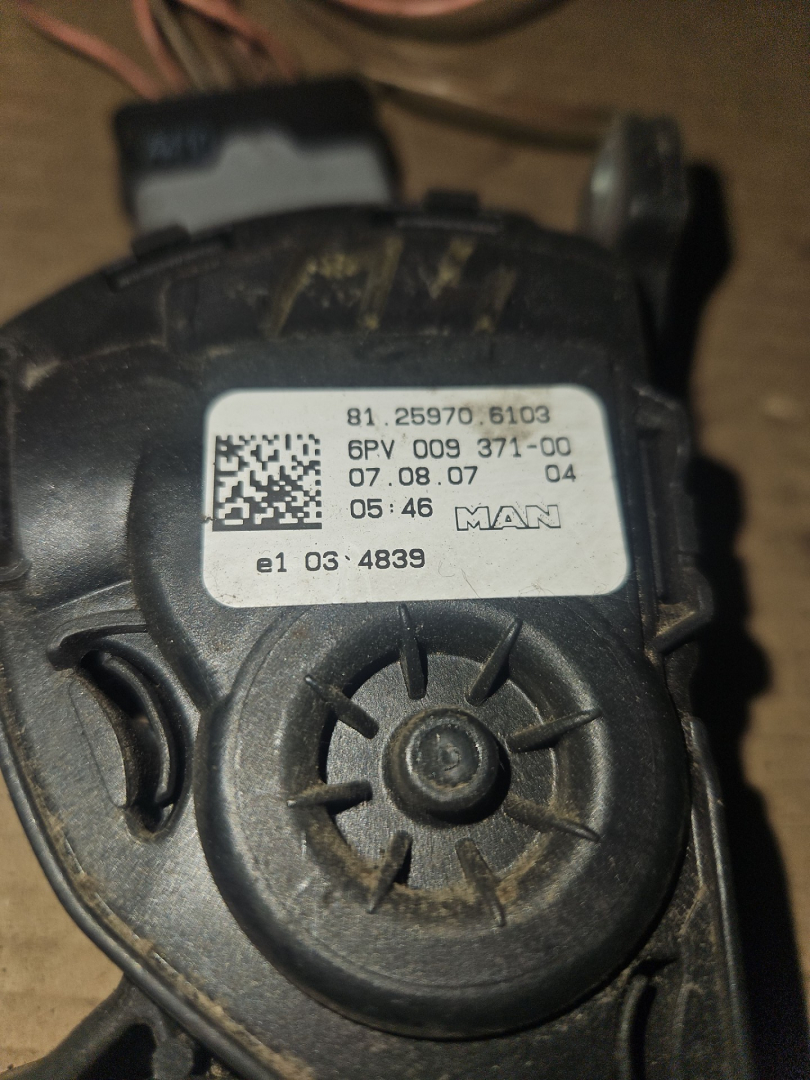 81.25970.6103
6PV 009 371-00
07.08.07 04
05:46 MAN
e1 03 4839